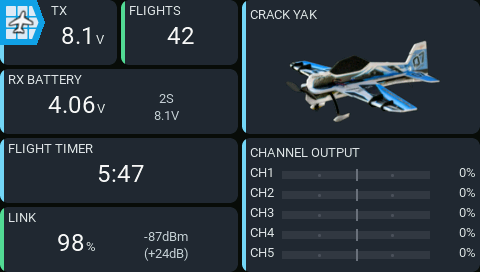 TX
8.1V
FLIGHTS
42
RX BATTERY
4.06V
2S
8.1V
FLIGHT TIMER
5:47
LINK
98%
-87dBm
(+24dB)
CRACK YAK
07
CHANNEL OUTPUT
CH1 0%
CH2 0%
CH3 0%
CH4 0%
CH5 0%